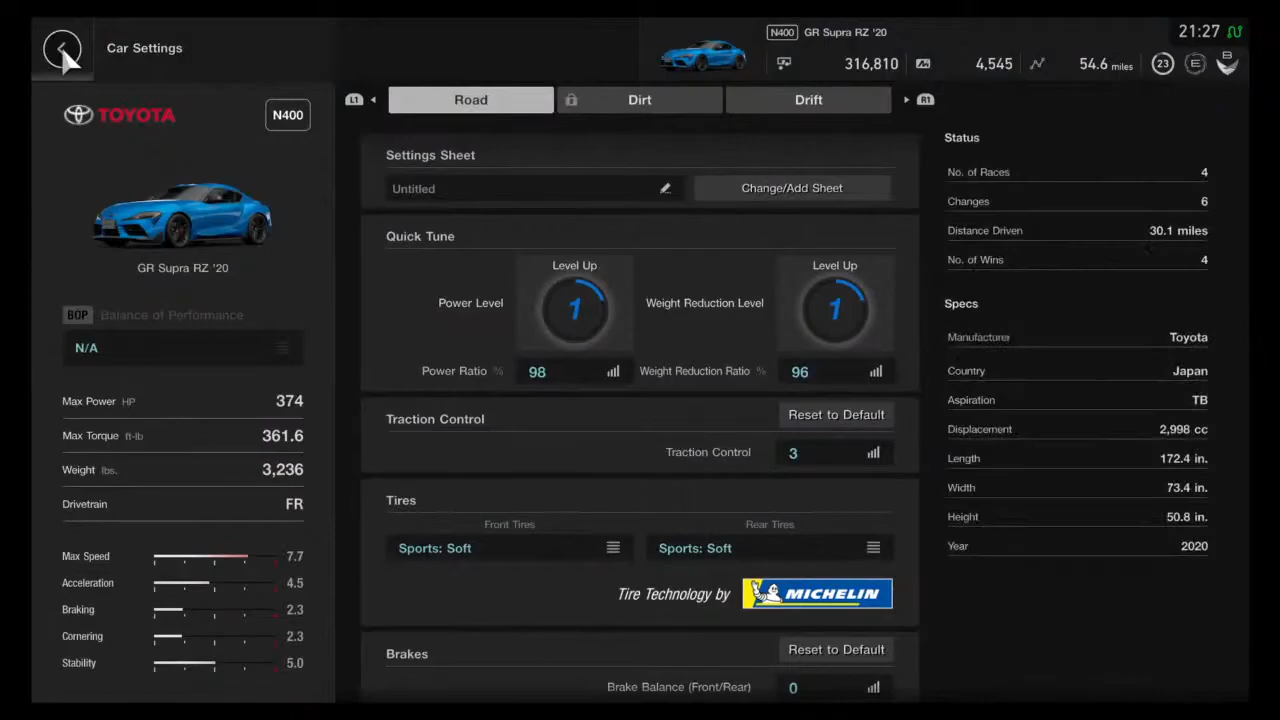 Car Settings
N400 GR Supra RZ '20
316,810
4,545
54.6 miles
23
E
B
21:27
TOYOTA
N400
GR Supra RZ '20
BOP Balance of Performance
N/A
Max Power HP 374
Max Torque ft-lb 361.6
Weight lbs. 3,236
Drivetrain FR
Max Speed 7.7
Acceleration 4.5
Braking 2.3
Cornering 2.3
Stability 5.0
L1 Road Dirt Drift R1
Settings Sheet
Untitled Change/Add Sheet
Quick Tune
Level Up Level Up
Power Level 1 Weight Reduction Level 1
Power Ratio % 98 Weight Reduction Ratio % 96
Traction Control Reset to Default
Traction Control 3
Tires
Front Tires Rear Tires
Sports: Soft Sports: Soft
Tire Technology by MICHELIN
Brakes Reset to Default
Brake Balance (Front/Rear) 0
Status
No. of Races 4
Changes 6
Distance Driven 30.1 miles
No. of Wins 4
Specs
Manufacturer Toyota
Country Japan
Aspiration TB
Displacement 2,998 cc
Length 172.4 in.
Width 73.4 in.
Height 50.8 in.
Year 2020